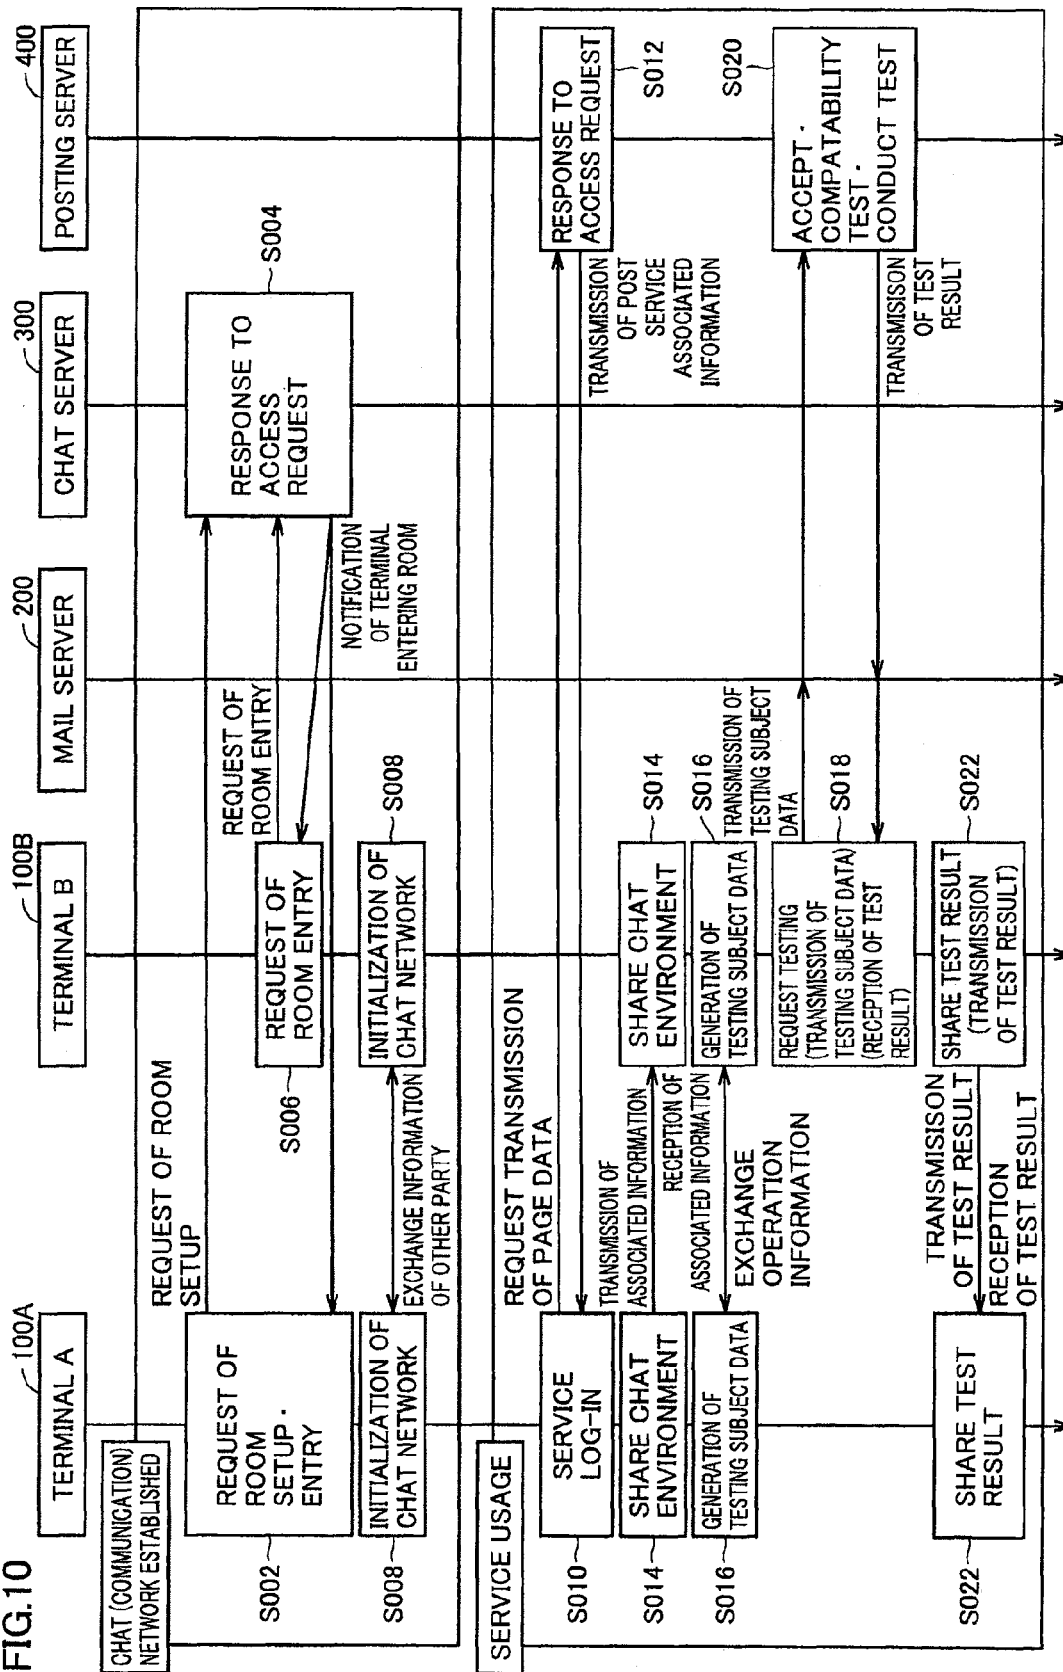 FIG.10
TERMINAL A
100A
TERMINAL B
100B
MAIL SERVER
200
CHAT SERVER
300
POSTING SERVER
400
CHAT (COMMUNICATION)
NETWORK ESTABLISHED
REQUEST OF
ROOM
SETUP ·
ENTRY
S002
REQUEST OF ROOM
SETUP
RESPONSE TO
ACCESS
REQUEST
S004
REQUEST OF
ROOM ENTRY
S006
REQUEST OF
ROOM ENTRY
NOTIFICATION
OF TERMINAL
ENTERING ROOM
INITIALIZATION OF
CHAT NETWORK
S008
EXCHANGE INFORMATION
OF OTHER PARTY
INITIALIZATION OF
CHAT NETWORK
S008
SERVICE USAGE
SERVICE
LOG-IN
S010
REQUEST TRANSMISSION
OF PAGE DATA
RESPONSE TO
ACCESS REQUEST
S012
TRANSMISSION
OF POST
SERVICE
ASSOCIATED
INFORMATION
SHARE CHAT
ENVIRONMENT
S014
TRANSMISSION OF
ASSOCIATED INFORMATION
RECEPTION OF
ASSOCIATED INFORMATION
SHARE CHAT
ENVIRONMENT
S014
GENERATION OF
TESTING SUBJECT DATA
S016
EXCHANGE
OPERATION
INFORMATION
GENERATION OF
TESTING SUBJECT DATA
S016
TRANSMISSION OF
TESTING SUBJECT
DATA
REQUEST TESTING
(TRANSMISSION OF
TESTING SUBJECT DATA)
(RECEPTION OF TEST
RESULT)
S018
ACCEPT ·
COMPATABILITY
TEST ·
CONDUCT TEST
S020
TRANSMISISON
OF TEST
RESULT
SHARE TEST RESULT
(TRANSMISSION
OF TEST RESULT)
S022
TRANSMISISON
OF TEST RESULT
RECEPTION
OF TEST RESULT
SHARE TEST
RESULT
S022